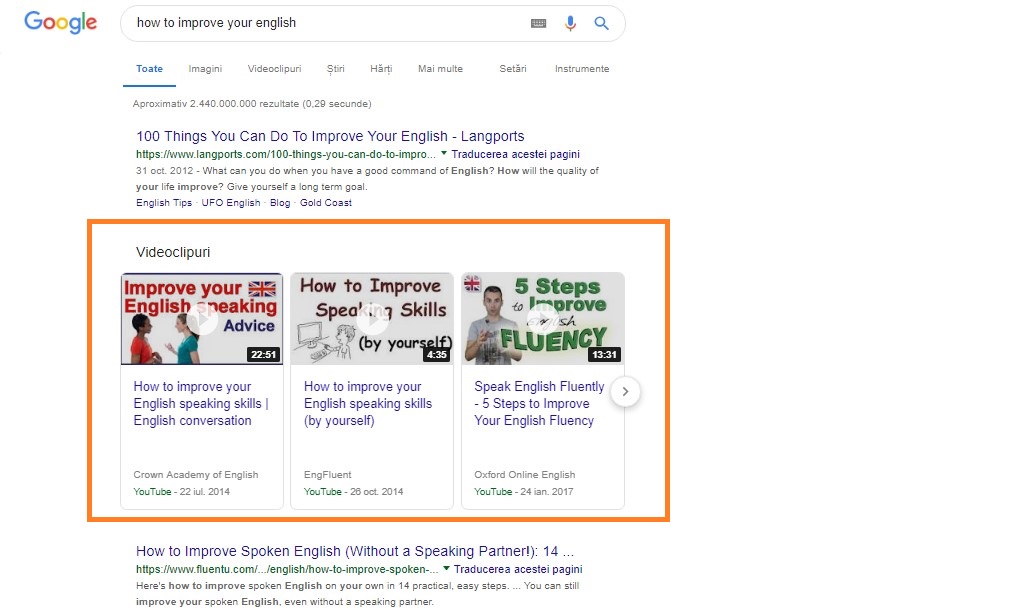 Google
how to improve your english
Toate Imagini Videoclipuri Știri Hărți Mai multe Setări Instrumente
Aproximativ 2.440.000.000 rezultate (0,29 secunde)
100 Things You Can Do To Improve Your English - Langports
https://www.langports.com/100-things-you-can-do-to-impro... ▼ Traducerea acestei pagini
31 oct. 2012 - What can you do when you have a good command of English? How will the quality of
your life improve? Give yourself a long term goal.
English Tips · UFO English · Blog · Gold Coast
Videoclipuri
Improve your
English speaking
Advice
22:51
How to improve your
English speaking skills |
English conversation
Crown Academy of English
YouTube - 22 iul. 2014
How to Improve
Speaking Skills
(by yourself)
4:35
How to improve your
English speaking skills
(by yourself)
EngFluent
YouTube - 26 oct. 2014
5 Steps
to Improve
English
FLUENCY
13:31
Speak English Fluently
- 5 Steps to Improve
Your English Fluency
Oxford Online English
YouTube - 24 ian. 2017
How to Improve Spoken English (Without a Speaking Partner!): 14 ...
https://www.fluentu.com/.../english/how-to-improve-spoken-... ▼ Traducerea acestei pagini
Here's how to improve spoken English on your own in 14 practical, easy steps. ... You can still
improve your spoken English, even without a speaking partner.